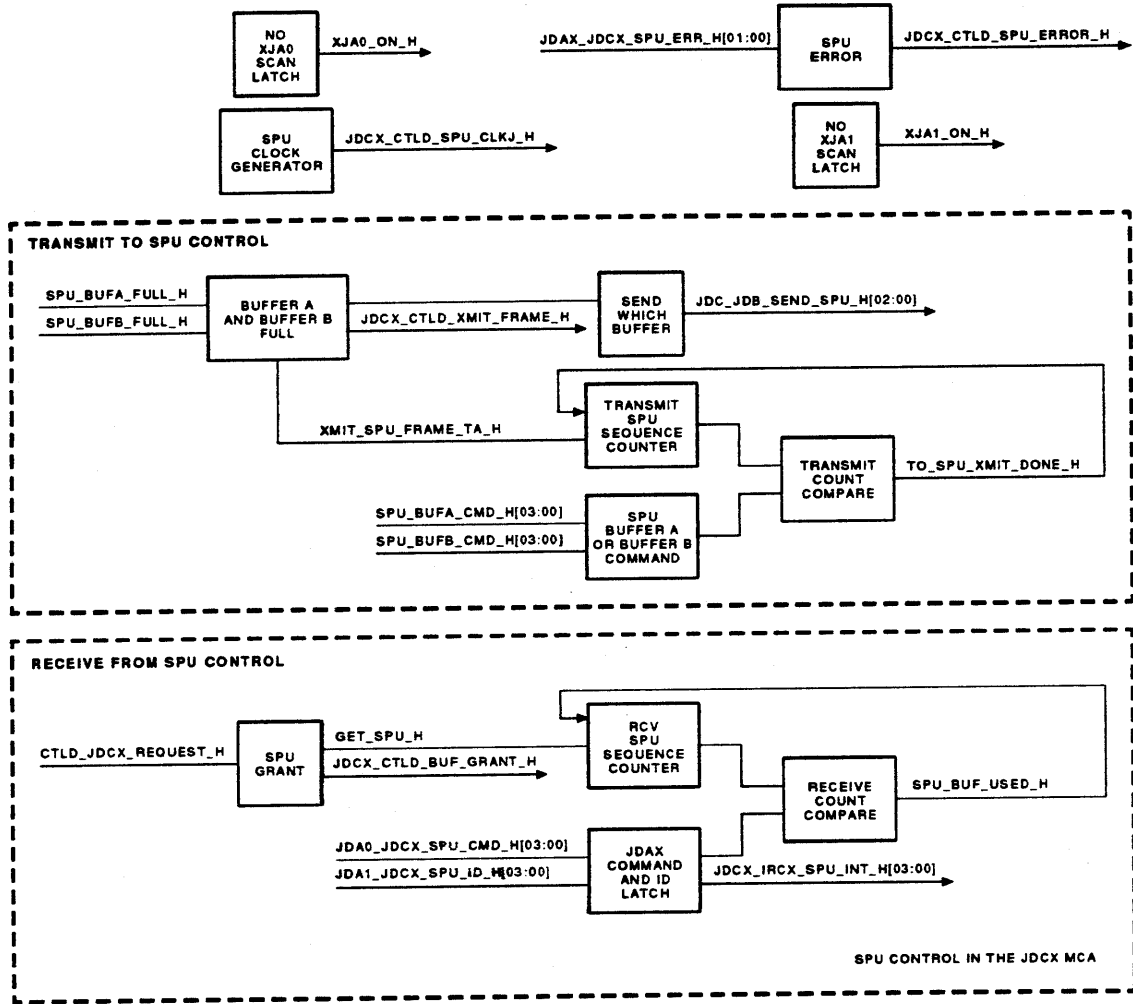 NO
XJA0
SCAN
LATCH
XJA0_ON_H
JDAX_JDCX_SPU_ERR_H[01:00]
SPU
ERROR
JDCX_CTLD_SPU_ERROR_H
SPU
CLOCK
GENERATOR
JDCX_CTLD_SPU_CLKJ_H
NO
XJA1
SCAN
LATCH
XJA1_ON_H
TRANSMIT TO SPU CONTROL
SPU_BUFA_FULL_H
SPU_BUFB_FULL_H
BUFFER A
AND BUFFER B
FULL
JDCX_CTLD_XMIT_FRAME_H
SEND
WHICH
BUFFER
JDC_JDB_SEND_SPU_H[02:00]
XMIT_SPU_FRAME_TA_H
TRANSMIT
SPU
SEQUENCE
COUNTER
TRANSMIT
COUNT
COMPARE
TO_SPU_XMIT_DONE_H
SPU_BUFA_CMD_H[03:00]
SPU_BUFB_CMD_H[03:00]
SPU
BUFFER A
OR BUFFER B
COMMAND
RECEIVE FROM SPU CONTROL
CTLD_JDCX_REQUEST_H
SPU
GRANT
GET_SPU_H
JDCX_CTLD_BUF_GRANT_H
RCV
SPU
SEQUENCE
COUNTER
RECEIVE
COUNT
COMPARE
SPU_BUF_USED_H
JDA0_JDCX_SPU_CMD_H[03:00]
JDA1_JDCX_SPU_ID_H[03:00]
JDAX
COMMAND
AND ID
LATCH
JDCX_IRCX_SPU_INT_H[03:00]
SPU CONTROL IN THE JDCX MCA